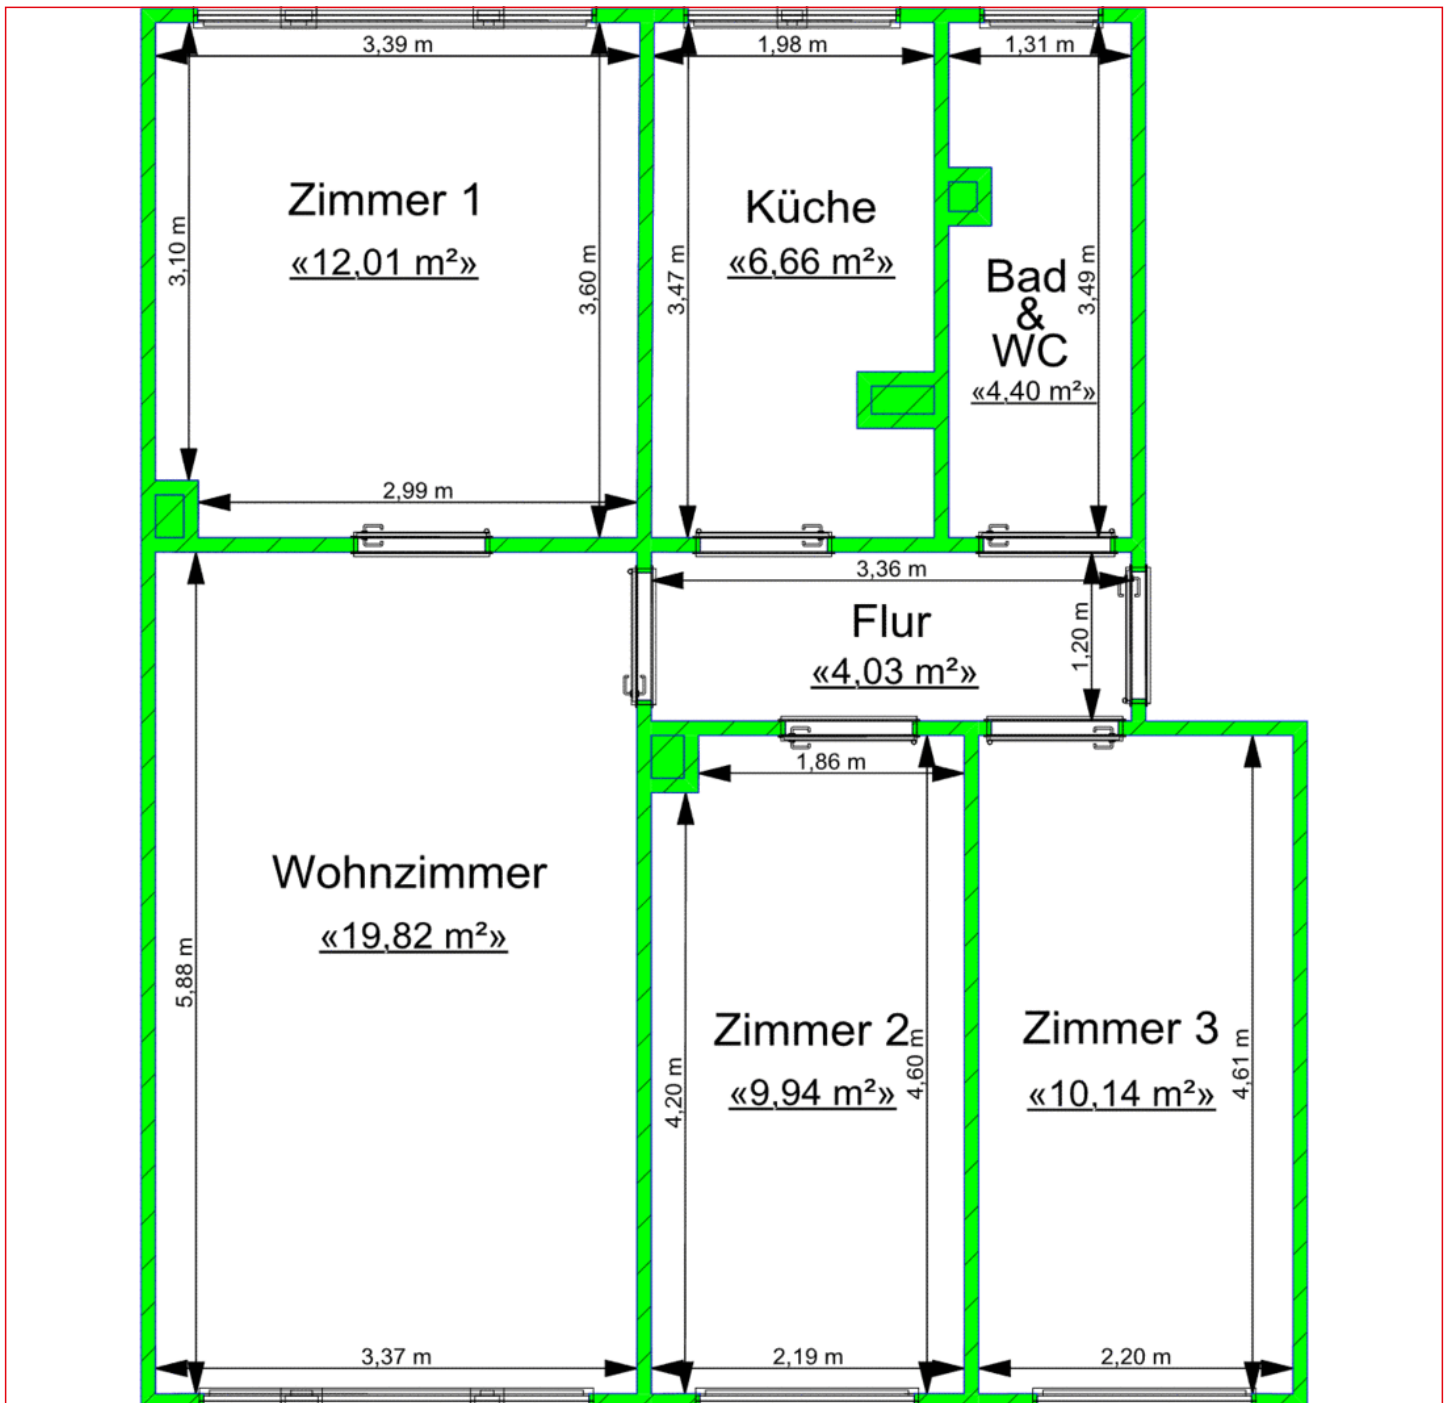 3,39 m
1,98 m
1,31 m
Zimmer 1
«12,01 m²»
3,10 m
3,60 m
2,99 m
Küche
«6,66 m²»
3,47 m
Bad
&
WC
«4,40 m²»
3,49 m
3,36 m
Flur
«4,03 m²»
1,20 m
1,86 m
Wohnzimmer
«19,82 m²»
5,88 m
3,37 m
Zimmer 2
«9,94 m²»
4,20 m
4,60 m
2,19 m
Zimmer 3
«10,14 m²»
4,61 m
2,20 m